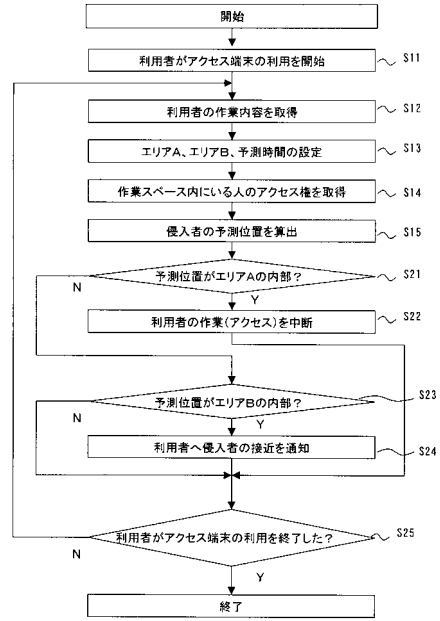 開始
利用者がアクセス端末の利用を開始
S11
利用者の作業内容を取得
S12
エリアA、エリアB、予測時間の設定
S13
作業スペース内にいる人のアクセス権を取得
S14
侵入者の予測位置を算出
S15
予測位置がエリアAの内部？
S21
N
Y
利用者の作業(アクセス)を中断
S22
予測位置がエリアBの内部？
S23
N
Y
利用者へ侵入者の接近を通知
S24
利用者がアクセス端末の利用を終了した？
S25
N
Y
終了